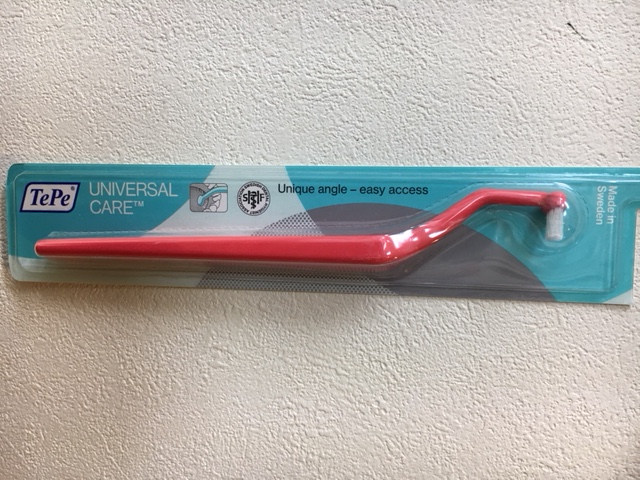 TePe®
UNIVERSAL
CARE™
Unique angle – easy access
Made in
Sweden